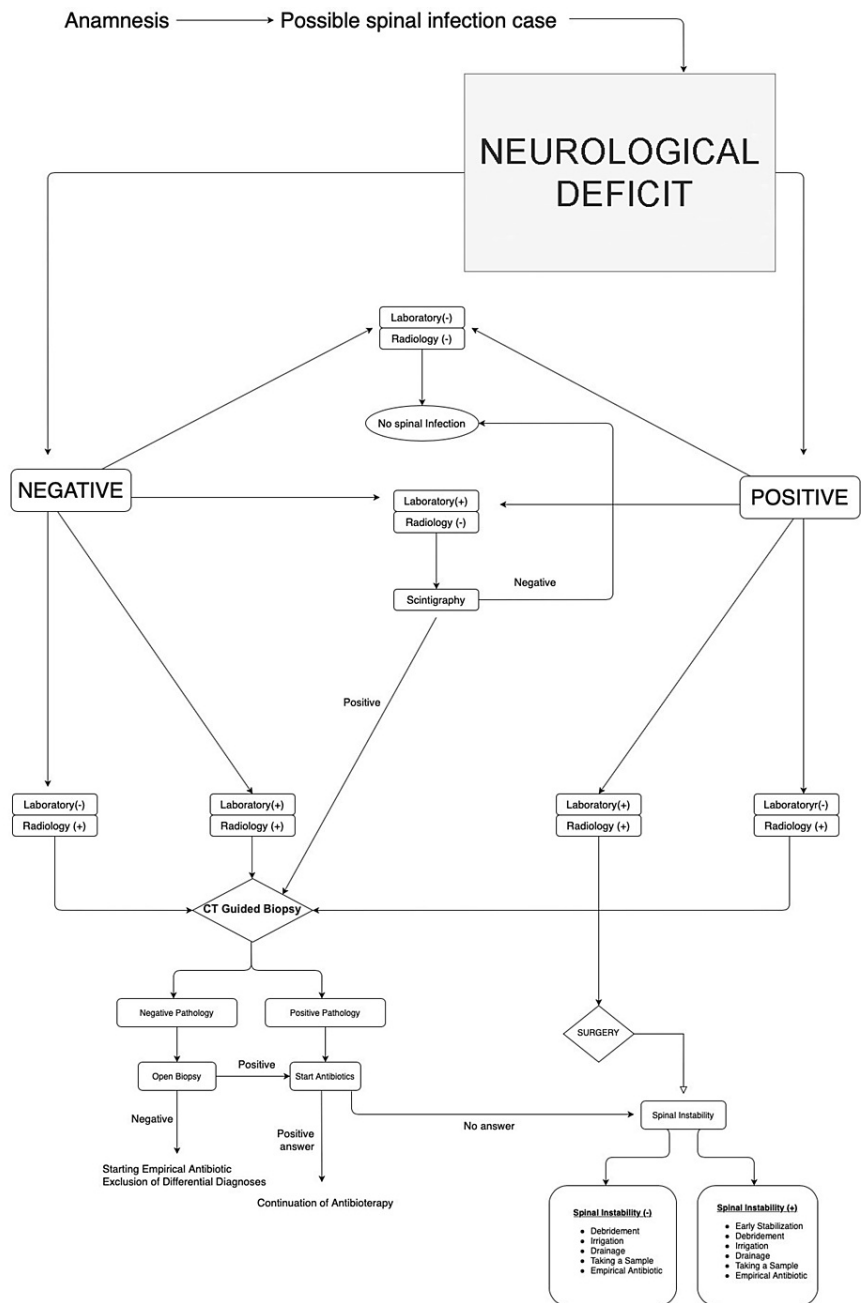 Anamnesis
Possible spinal infection case
NEUROLOGICAL
DEFICIT
Laboratory(-)
Radiology (-)
No spinal Infection
NEGATIVE
POSITIVE
Laboratory(+)
Radiology (-)
Negative
Scintigraphy
Positive
Laboratory(-)
Radiology (+)
Laboratory(+)
Radiology (+)
Laboratory(+)
Radiology (+)
Laboratoryr(-)
Radiology (+)
CT Guided Biopsy
Negative Pathology
Positive Pathology
SURGERY
Open Biopsy
Positive
Start Antibiotics
Negative
Positive
answer
No answer
Spinal Instability
Starting Empirical Antibiotic
Exclusion of Differential Diagnoses
Continuation of Antibioterapy
Spinal Instability (-)
• Debridement
• Irrigation
• Drainage
• Taking a Sample
• Empirical Antibiotic
Spinal Instability (+)
• Early Stabilization
• Debridement
• Irrigation
• Drainage
• Taking a Sample
• Empirical Antibiotic